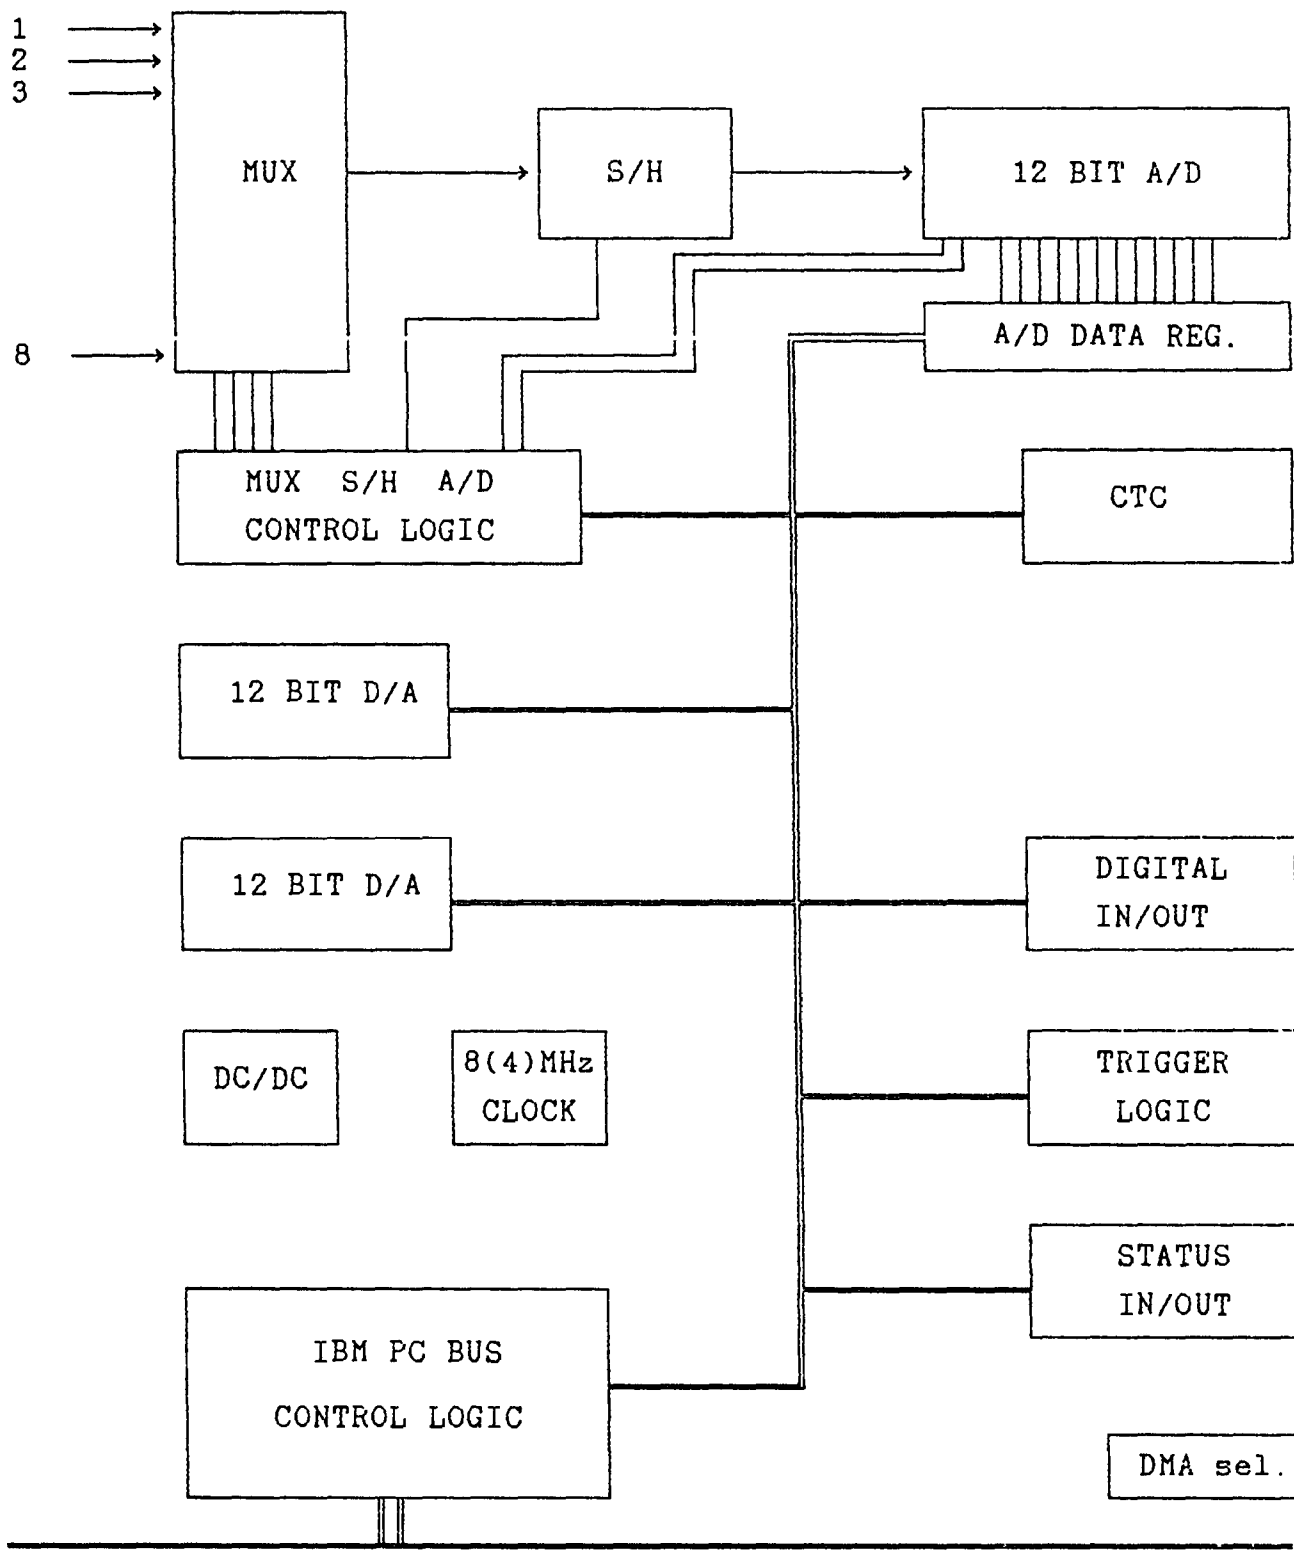 1
2
3
MUX
S/H
12 BIT A/D
8
A/D DATA REG.
MUX S/H A/D
CONTROL LOGIC
CTC
12 BIT D/A
12 BIT D/A
DIGITAL
IN/OUT
DC/DC
8(4)MHz
CLOCK
TRIGGER
LOGIC
STATUS
IN/OUT
IBM PC BUS
CONTROL LOGIC
DMA sel.